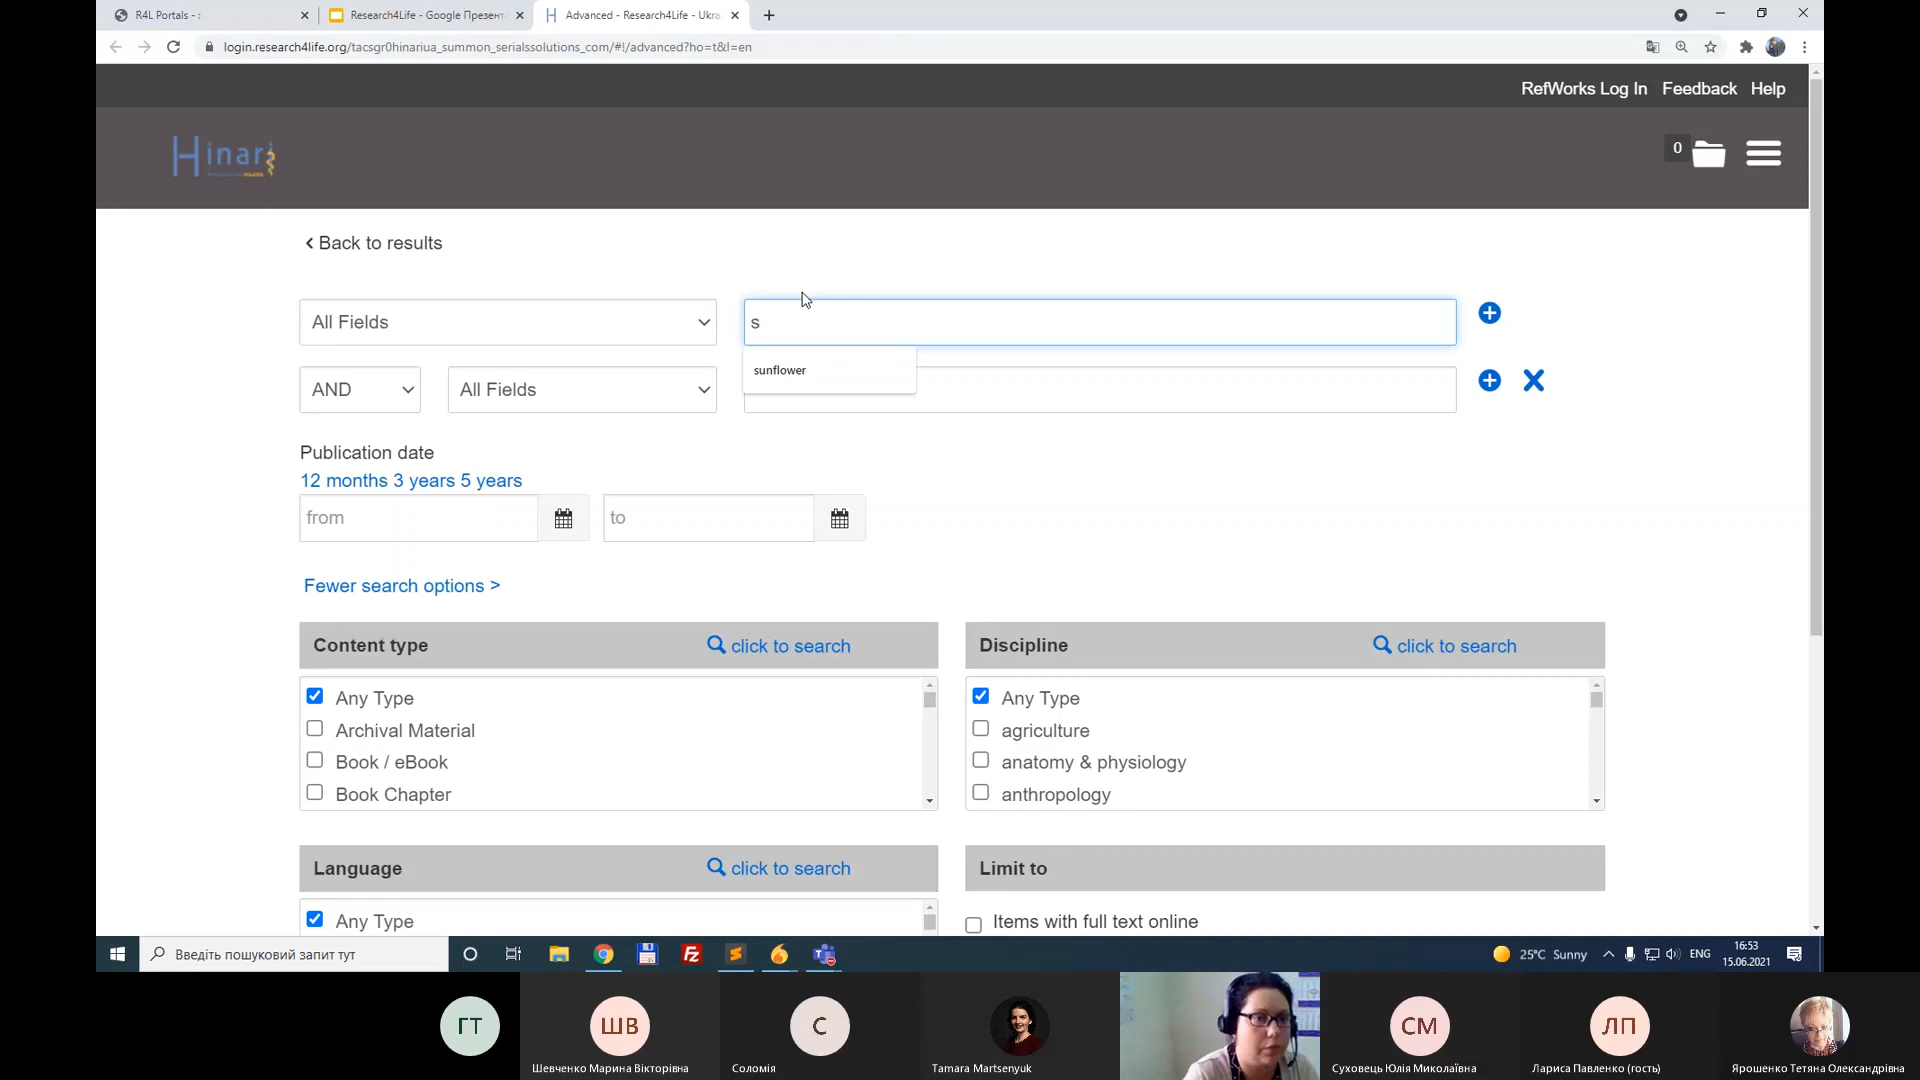 R4L Portals - :
Research4Life - Google Презент
Advanced - Research4Life - Ukra
login.research4life.org/tacsgr0hinariua_summon_serialssolutions_com/#!/advanced?ho=t&l=en
RefWorks Log In Feedback Help
Hinari
0
Back to results
All Fields
s
sunflower
AND
All Fields
Publication date
12 months 3 years 5 years
from
to
Fewer search options >
Content type
click to search
Discipline
click to search
Any Type
Archival Material
Book / eBook
Book Chapter
Any Type
agriculture
anatomy & physiology
anthropology
Language
click to search
Limit to
Any Type
Items with full text online
Введіть пошуковий запит тут
25°C Sunny
ENG
16:53
15.06.2021
ГТ
ШВ
Шевченко Марина Вікторівна
С
Соломія
Tamara Martsenyuk
СМ
Суховець Юлія Миколаївна
ЛП
Лариса Павленко (гость)
Ярошенко Тетяна Олександрівна